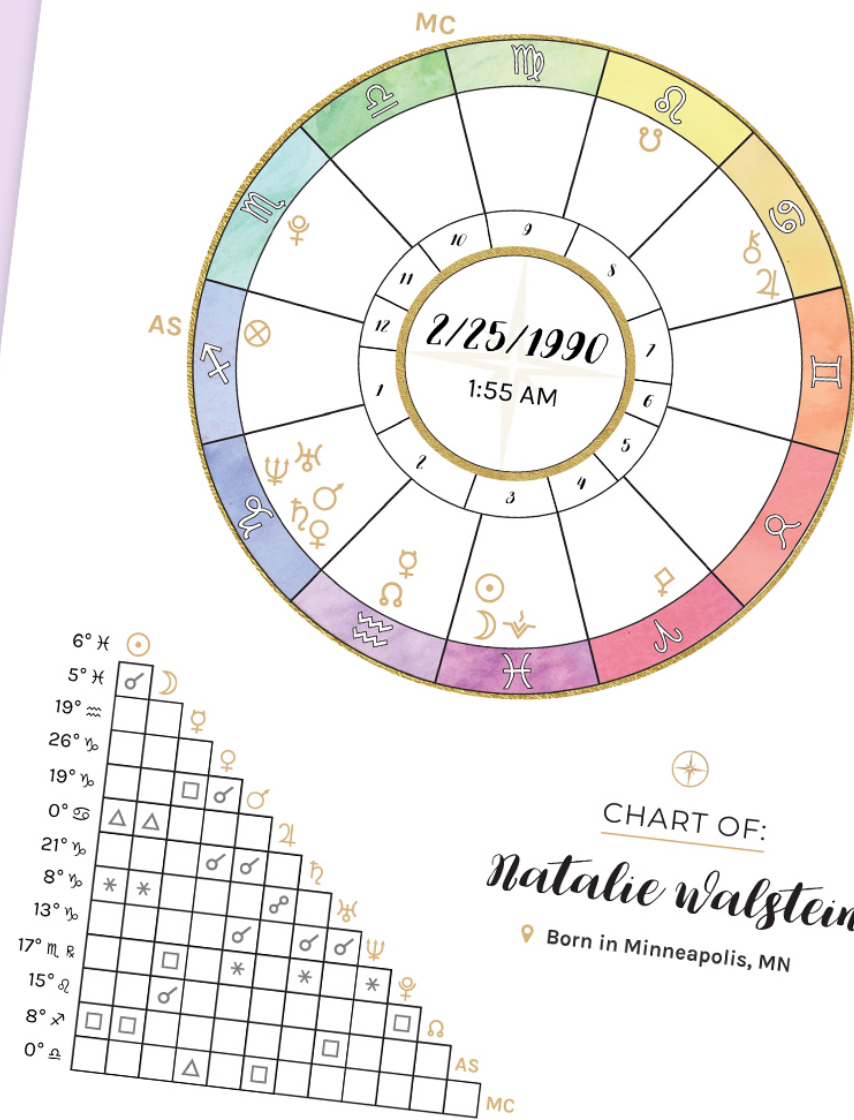 MC
♍︎
♎︎
♌︎
☋
♏︎
♋︎
♇
⚷
♃
9
10
8
11
AS
⊗
12
2/25/1990
7
♐︎
♊︎
1:55 AM
1
6
5
2
♆ ♅
4
3
♂
♄
♀
♑︎
♉︎
☿
☊
☉
⚴
☽ ⚶
♒︎
♈︎
♓︎
6° ♓︎ ☉
5° ♓︎ ☌ ☽
19° ♒︎ ☿
26° ♑︎ ♀
19° ♑︎ □ ☌ ♂
0° ♋︎ △ △ ♃
21° ♑︎ ☌ ☌ ♄
8° ♑︎ ⚹ ⚹ ☍ ♅
13° ♑︎ ☌ ☌ ☌ ♆
17° ♏︎ ℞ □ ⚹ ⚹ ⚹ ♇
15° ♌︎ ☌ □ ☊
8° ♐︎ □ □ □ AS
0° ♎︎ △ □ MC
CHART OF:
Natalie Walstein
Born in Minneapolis, MN